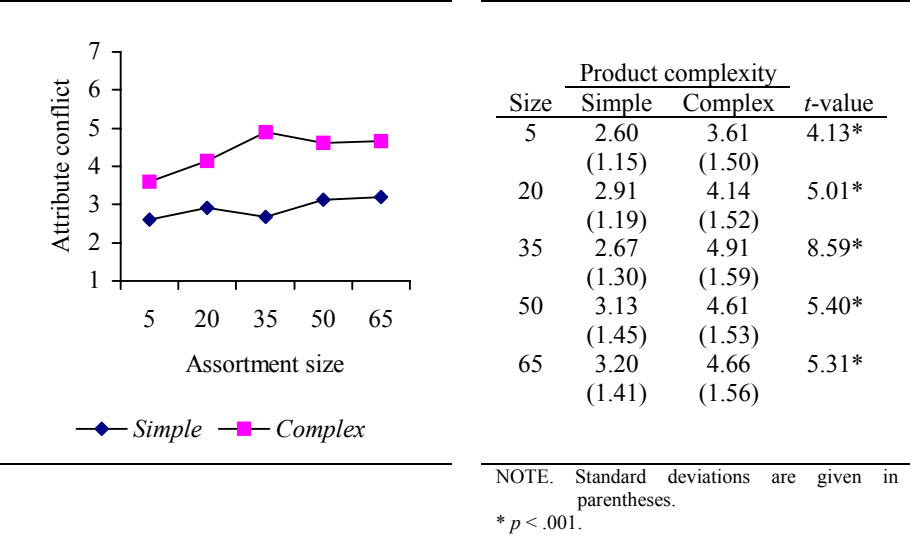 7
6
5
4
3
2
1
Attribute conflict
5 20 35 50 65
Assortment size
Simple Complex
Product complexity
Size Simple Complex t-value
5 2.60 3.61 4.13*
(1.15) (1.50)
20 2.91 4.14 5.01*
(1.19) (1.52)
35 2.67 4.91 8.59*
(1.30) (1.59)
50 3.13 4.61 5.40*
(1.45) (1.53)
65 3.20 4.66 5.31*
(1.41) (1.56)
NOTE. Standard deviations are given in
parentheses.
* p < .001.